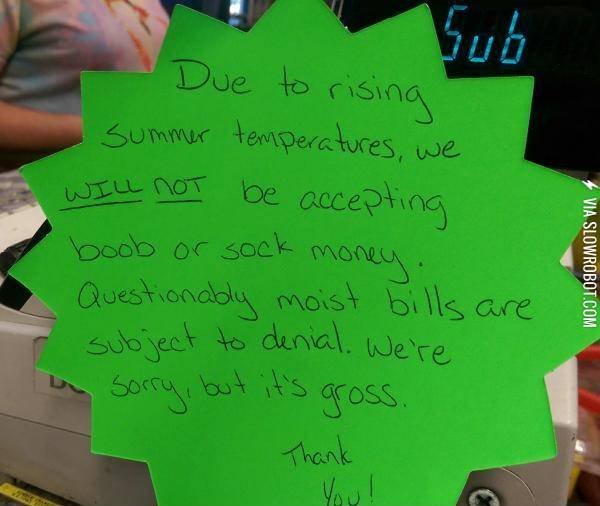 Sub
Due to rising
summer temperatures, we
WILL NOT be accepting
boob or sock money.
Questionably moist bills are
subject to denial. We're
sorry, but it's gross.
Thank
You!
VIA SLOWROBOT.COM